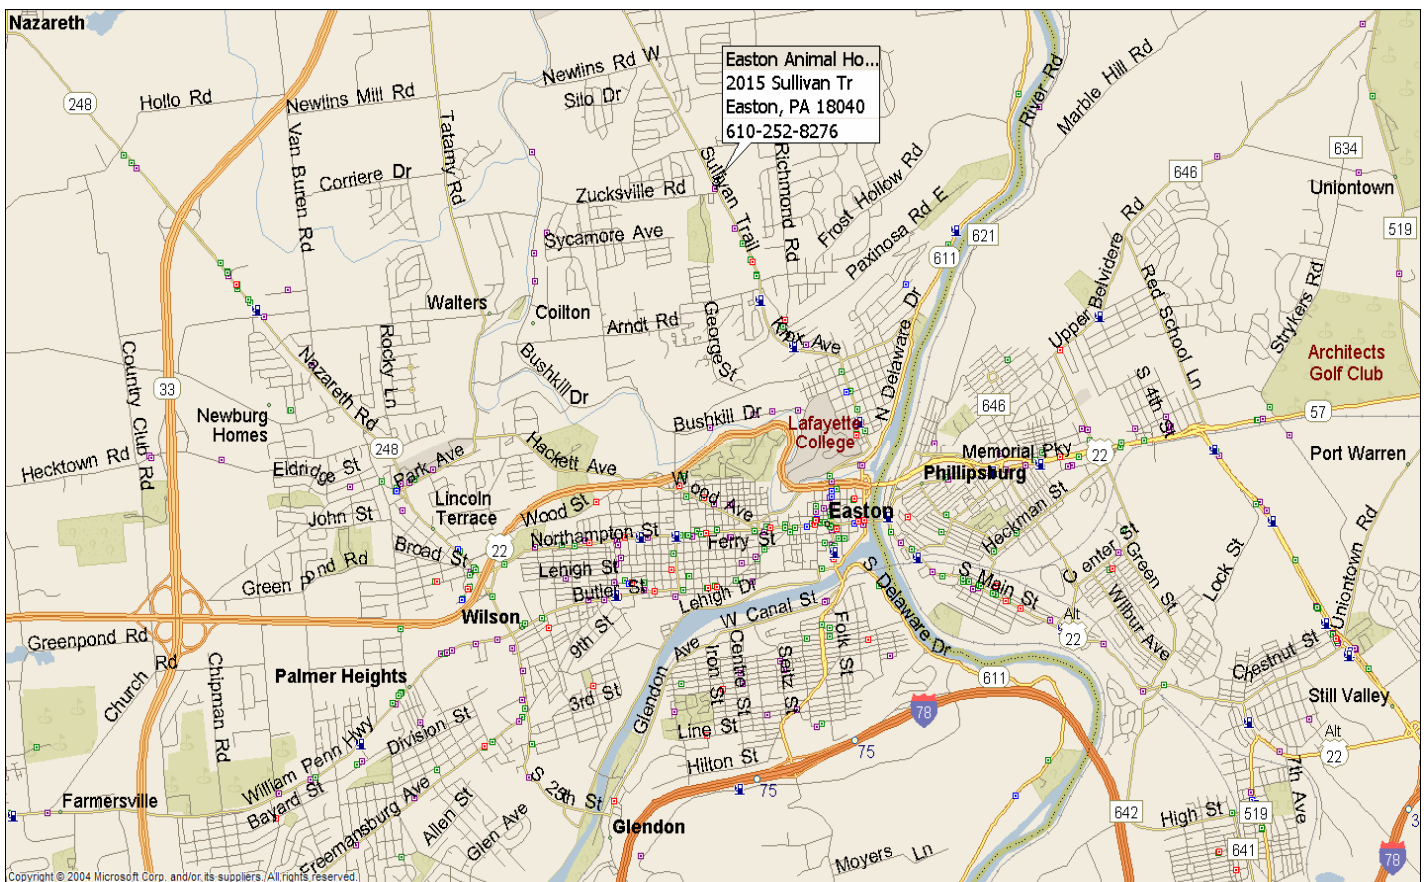 Nazareth
Easton Animal Ho...
2015 Sullivan Tr
Easton, PA 18040
610-252-8276
Newlins Rd W
Silo Dr
River Rd
Marble Hill Rd
248
Hollo Rd
Newlins Mill Rd
Tatamy Rd
Van Buren Rd
Corriere Dr
Zucksville Rd
Sullivan Trail
Richmond Rd
Frost Hollow Rd
Paxinosa Rd E
634
646
Uniontown
519
621
611
Sycamore Ave
Upper Belvidere Rd
Red School Ln
Strykers Rd
Walters
Coilton
Arndt Rd
George St
Knox Ave
N Delaware Dr
Architects
Golf Club
Country Club Rd
33
Nazareth Rd
Rocky Ln
Bushkill Dr
Bushkill Dr
Lafayette
College
646
S 4th St
57
Newburg
Homes
248
Hecktown Rd
Eldridge St
Park Ave
Hackett Ave
Memorial Pky
22
Port Warren
Phillipsburg
Lincoln
Terrace
Wood St
Wood Ave
Easton
Heckman St
John St
Broad St
22
Northampton St
Ferry St
Green Pond Rd
Lehigh St
Butler St
Lehigh Dr
S Delaware Dr
S Main St
Center St
Green St
Lock St
Uniontown Rd
Wilson
W Canal St
Alt
22
Wilbur Ave
Greenpond Rd
Church Rd
Chipman Rd
Palmer Heights
9th St
3rd St
Glendon Ave
Iron St
Centre St
Seitz St
Folk St
611
Chestnut St
Still Valley
78
Line St
Hilton St
75
75
Alt
22
William Penn Hwy
Division St
Farmersville
Bayard St
Freemansburg Ave
Allen St
Glen Ave
S 25th St
Glendon
642
High St
519
7th Ave
641
3
78
Moyers Ln
Copyright © 2004 Microsoft Corp. and/or its suppliers. All rights reserved.